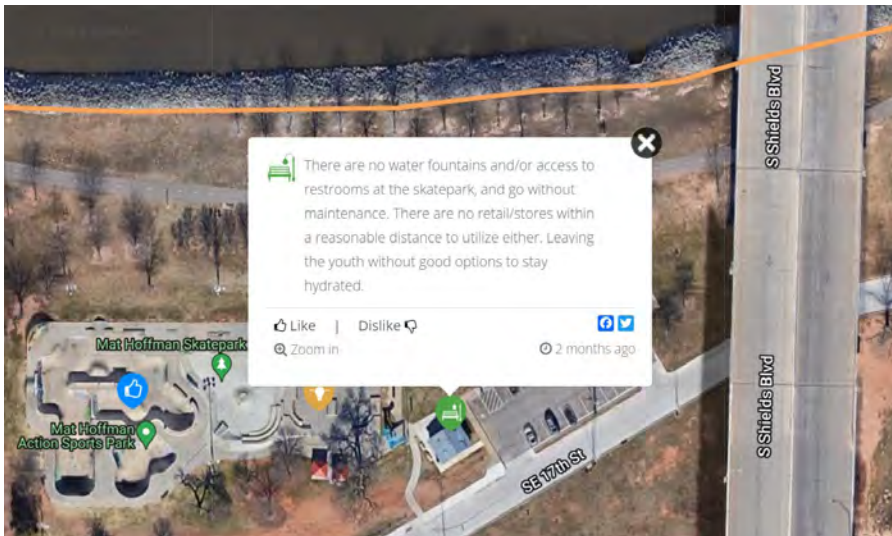 S Shields Blvd
There are no water fountains and/or access to
restrooms at the skatepark, and go without
maintenance. There are no retail/stores within
a reasonable distance to utilize either. Leaving
the youth without good options to stay
hydrated.
Like | Dislike
Zoom in
2 months ago
Mat Hoffman Skatepark
Mat Hoffman
Action Sports Park
S Shields Blvd
SE 17th St